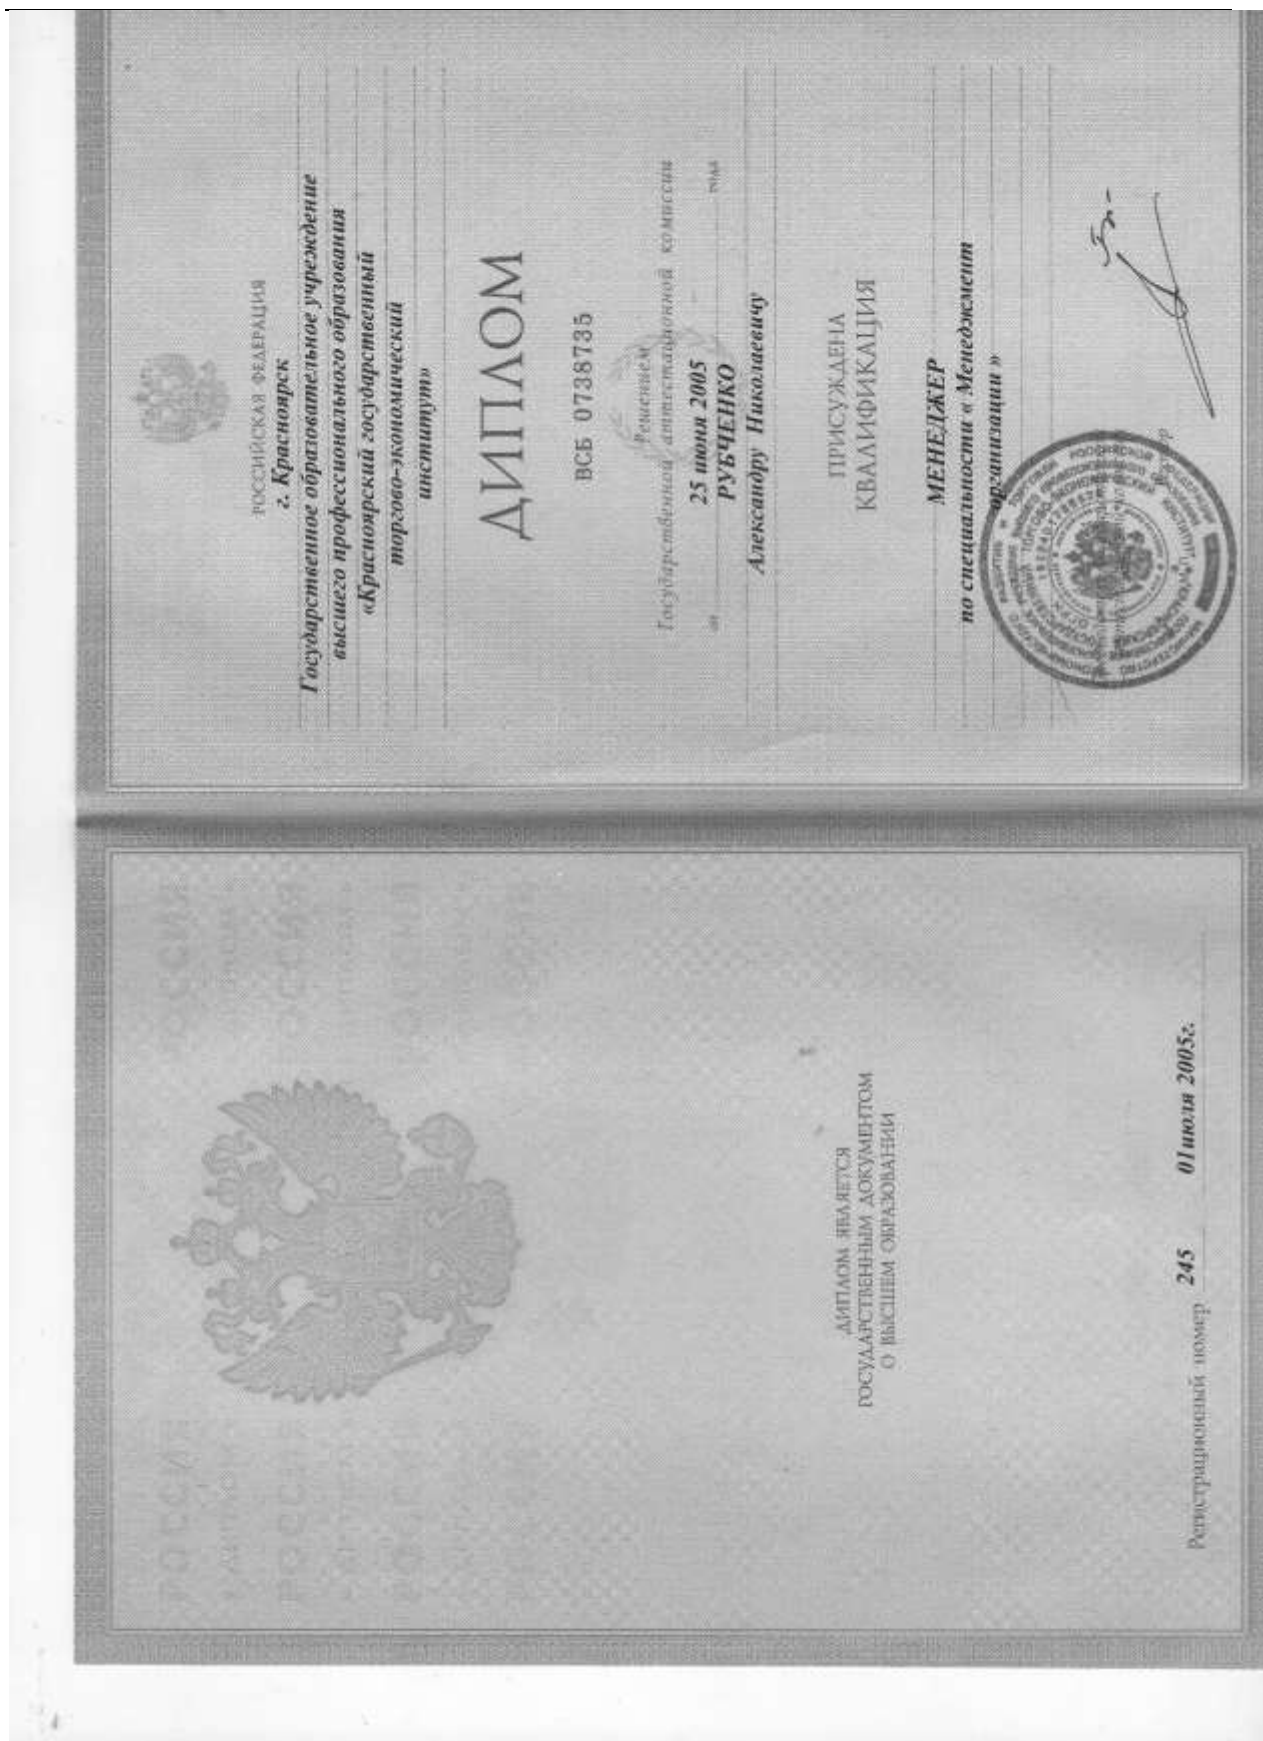 ДИПЛОМ ЯВЛЯЕТСЯ
ГОСУДАРСТВЕННЫМ ДОКУМЕНТОМ
О ВЫСШЕМ ОБРАЗОВАНИИ
Регистрационный номер 245 01июля 2005г.
РОССИЙСКАЯ ФЕДЕРАЦИЯ
г. Красноярск
Государственное образовательное учреждение
высшего профессионального образования
«Красноярский государственный
торгово-экономический
институт»
ДИПЛОМ
ВСБ 0738735
Решением
Государственной аттестационной комиссии
от 25 июня 2005 года
РУБЧЕНКО
Александру Николаевичу
ПРИСУЖДЕНА
КВАЛИФИКАЦИЯ
МЕНЕДЖЕР
по специальности « Менеджмент
организации »